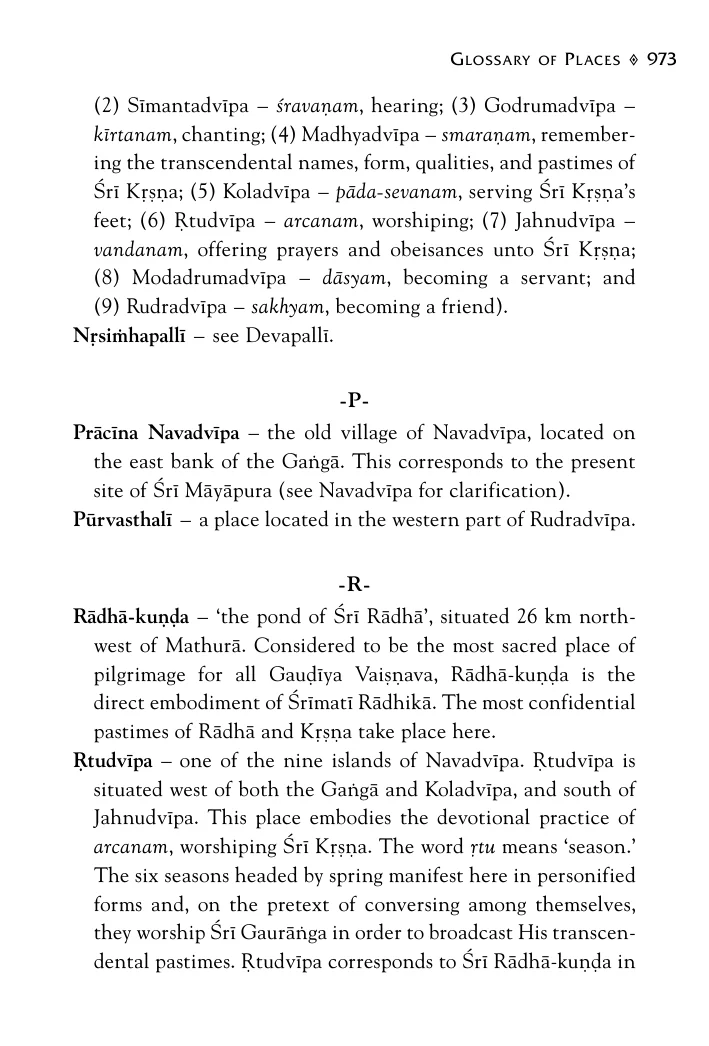 GLOSSARY OF PLACES ◊ 973
(2) Sīmantadvīpa – śravaṇam, hearing; (3) Godrumadvīpa –
kīrtanam, chanting; (4) Madhyadvīpa – smaraṇam, remember-
ing the transcendental names, form, qualities, and pastimes of
Śrī Kṛṣṇa; (5) Koladvīpa – pāda-sevanam, serving Śrī Kṛṣṇa’s
feet; (6) Ṛtudvīpa – arcanam, worshiping; (7) Jahnudvīpa –
vandanam, offering prayers and obeisances unto Śrī Kṛṣṇa;
(8) Modadrumadvīpa – dāsyam, becoming a servant; and
(9) Rudradvīpa – sakhyam, becoming a friend).
Nṛsiṁhapallī – see Devapallī.
-P-
Prācīna Navadvīpa – the old village of Navadvīpa, located on
the east bank of the Gaṅgā. This corresponds to the present
site of Śrī Māyāpura (see Navadvīpa for clarification).
Pūrvasthalī – a place located in the western part of Rudradvīpa.
-R-
Rādhā-kuṇḍa – ‘the pond of Śrī Rādhā’, situated 26 km north-
west of Mathurā. Considered to be the most sacred place of
pilgrimage for all Gauḍīya Vaiṣṇava, Rādhā-kuṇḍa is the
direct embodiment of Śrīmatī Rādhikā. The most confidential
pastimes of Rādhā and Kṛṣṇa take place here.
Ṛtudvīpa – one of the nine islands of Navadvīpa. Ṛtudvīpa is
situated west of both the Gaṅgā and Koladvīpa, and south of
Jahnudvīpa. This place embodies the devotional practice of
arcanam, worshiping Śrī Kṛṣṇa. The word ṛtu means ‘season.’
The six seasons headed by spring manifest here in personified
forms and, on the pretext of conversing among themselves,
they worship Śrī Gaurāṅga in order to broadcast His transcen-
dental pastimes. Ṛtudvīpa corresponds to Śrī Rādhā-kuṇḍa in